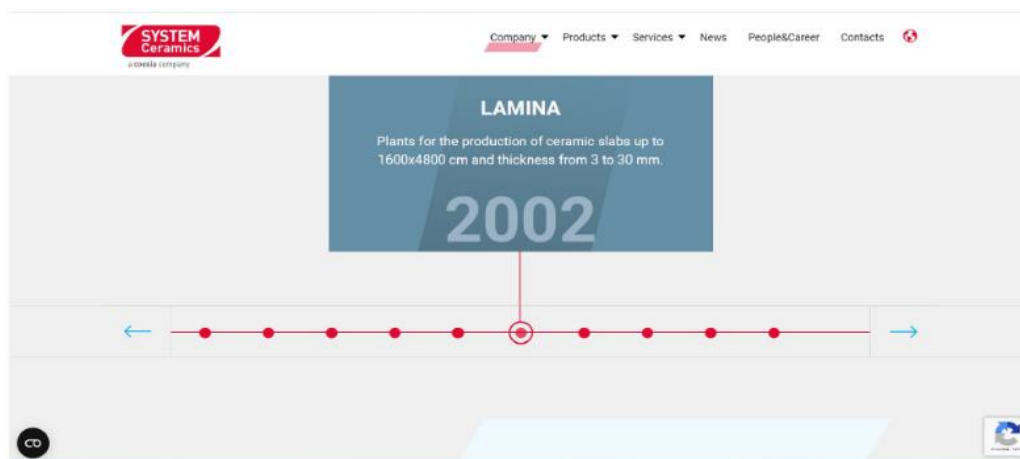 SYSTEM
Ceramics
a coesia company
Company Products Services News People&Career Contacts
LAMINA
Plants for the production of ceramic slabs up to
1600x4800 cm and thickness from 3 to 30 mm.
2002